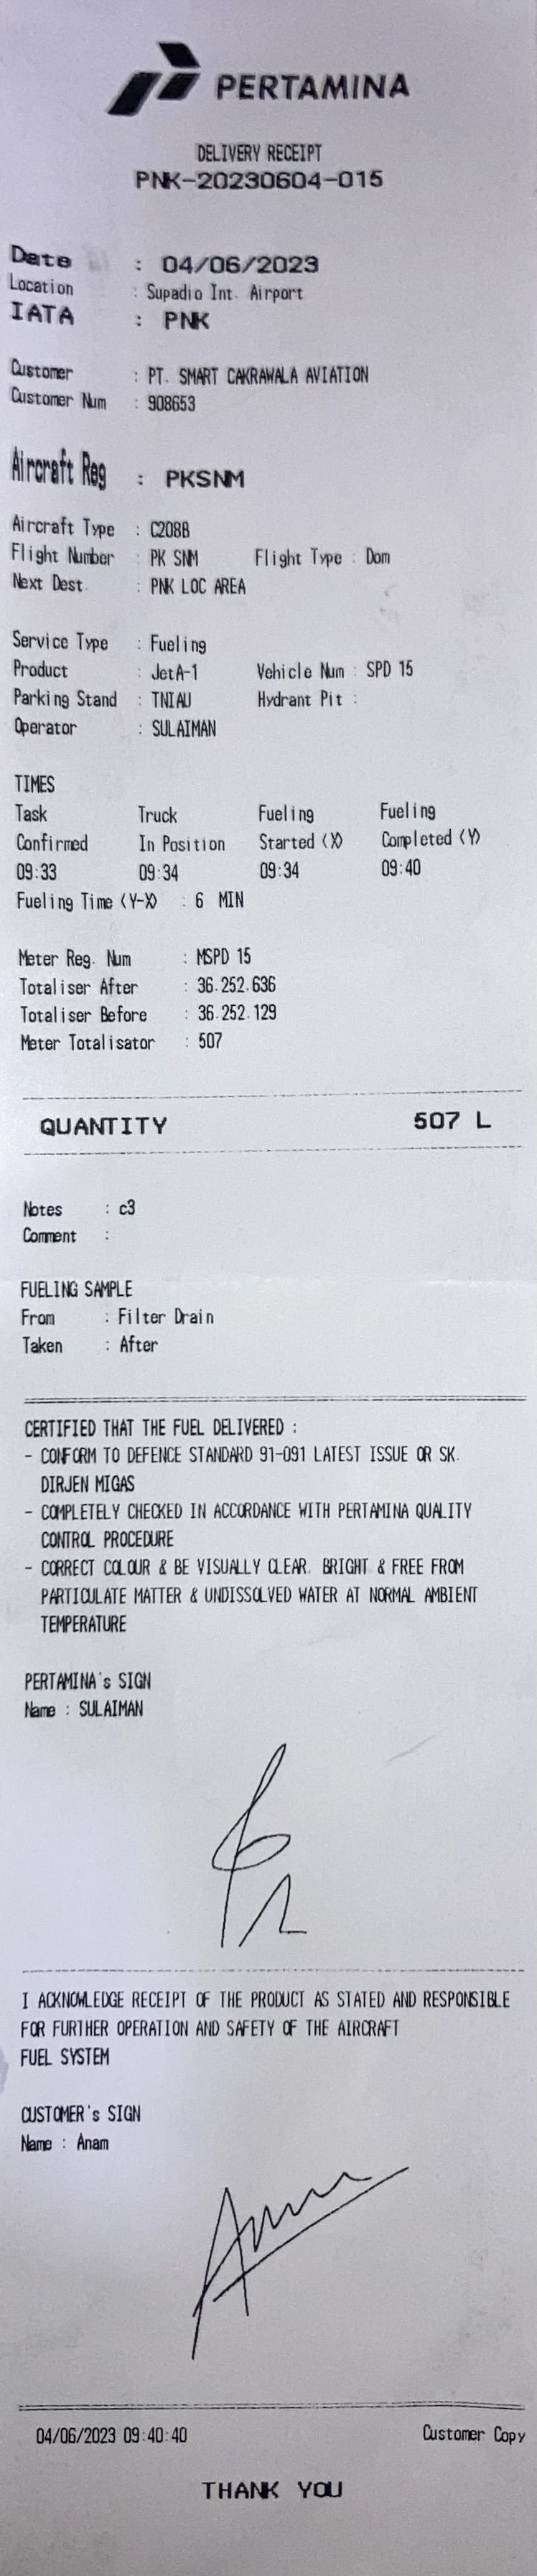 PERTAMINA
DELIVERY RECEIPT
PNK-20230604-015
Date : 04/06/2023
Location : Supadio Int. Airport
IATA : PNK
Customer : PT. SMART CAKRAWALA AVIATION
Customer Num : 908653
Aircraft Reg : PKSNM
Aircraft Type : C208B
Flight Number : PK SNM Flight Type : Dom
Next Dest. : PNK LOC AREA
Service Type : Fueling
Product : JetA-1 Vehicle Num : SPD 15
Parking Stand : TNIAU Hydrant Pit :
Operator : SULAIMAN
TIMES
Task Truck Fueling Fueling
Confirmed In Position Started (X) Completed (Y)
09:33 09:34 09:34 09:40
Fueling Time (Y-X) : 6 MIN
Meter Reg. Num : MSPD 15
Totaliser After : 36.252.636
Totaliser Before : 36.252.129
Meter Totalisator : 507
QUANTITY 507 L
Notes : c3
Comment :
FUELING SAMPLE
From : Filter Drain
Taken : After
CERTIFIED THAT THE FUEL DELIVERED :
- CONFORM TO DEFENCE STANDARD 91-091 LATEST ISSUE OR SK.
DIRJEN MIGAS
- COMPLETELY CHECKED IN ACCORDANCE WITH PERTAMINA QUALITY
CONTROL PROCEDURE
- CORRECT COLOUR & BE VISUALLY CLEAR, BRIGHT & FREE FROM
PARTICULATE MATTER & UNDISSOLVED WATER AT NORMAL AMBIENT
TEMPERATURE
PERTAMINA's SIGN
Name : SULAIMAN
I ACKNOWLEDGE RECEIPT OF THE PRODUCT AS STATED AND RESPONSIBLE
FOR FURTHER OPERATION AND SAFETY OF THE AIRCRAFT
FUEL SYSTEM
CUSTOMER's SIGN
Name : Anam
04/06/2023 09:40:40 Customer Copy
THANK YOU